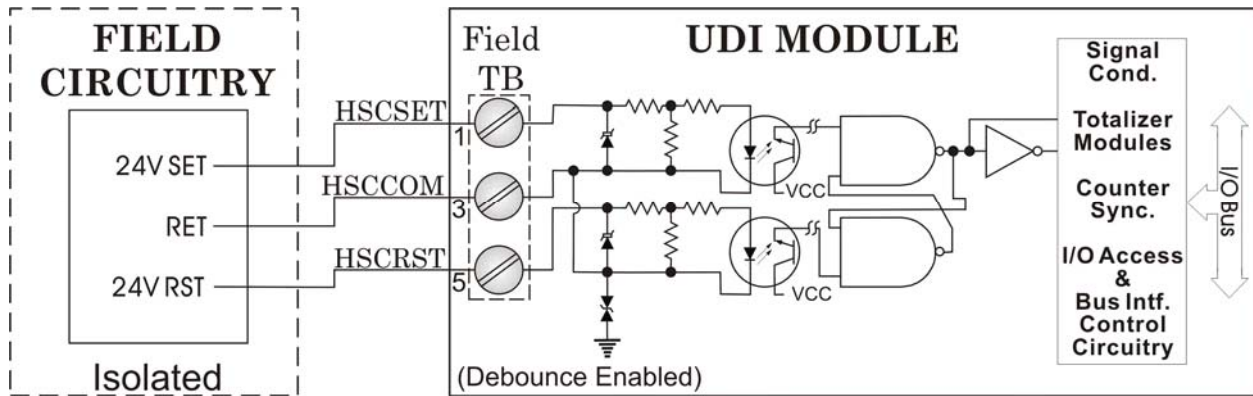 FIELD
CIRCUITRY
24V SET
RET
24V RST
Isolated
HSCSET
HSCCOM
HSCRST
Field
TB
1
3
5
UDI MODULE
VCC
VCC
(Debounce Enabled)
Signal
Cond.
Totalizer
Modules
Counter
Sync.
I/O Access
&
Bus Intf.
Control
Circuitry
I/O Bus